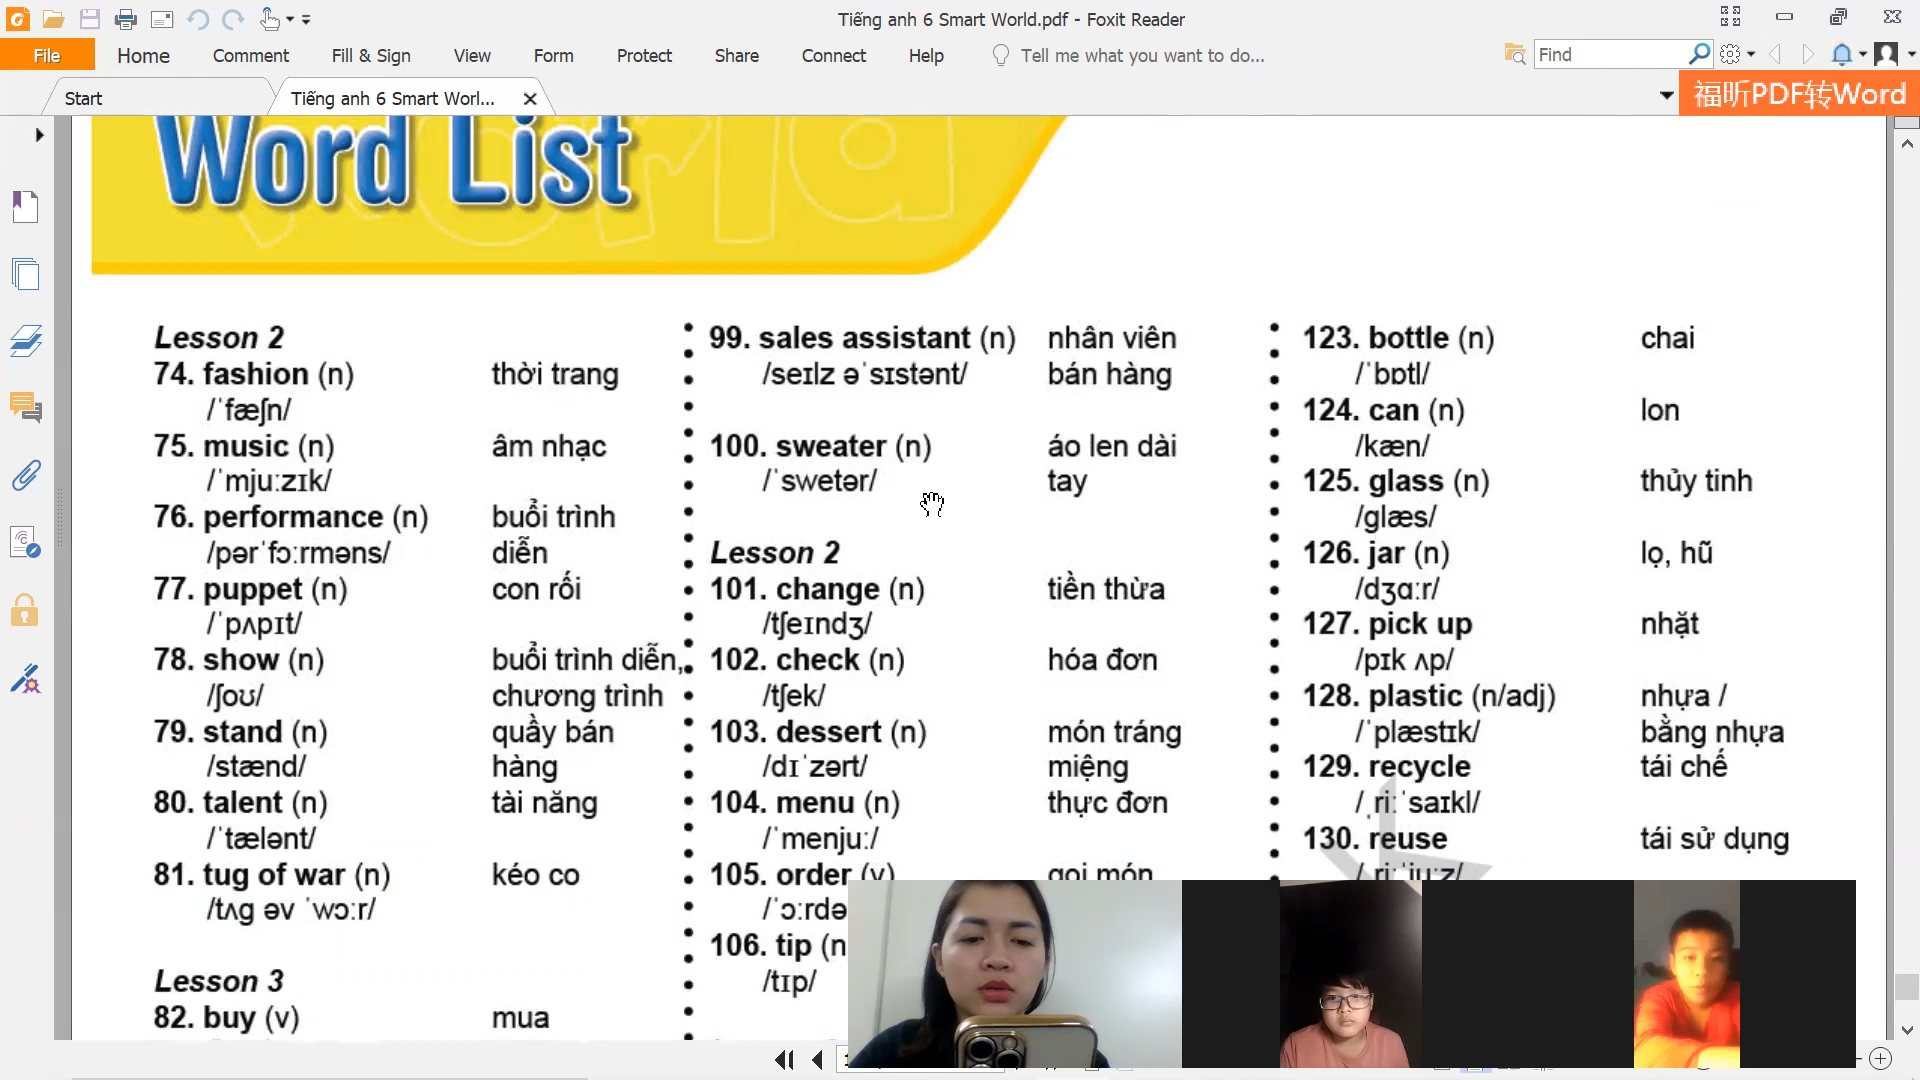 Tiếng anh 6 Smart World.pdf - Foxit Reader
File Home Comment Fill & Sign View Form Protect Share Connect Help Tell me what you want to do... Find
Start Tiếng anh 6 Smart Worl... 福昕PDF转Word
Word List
Lesson 2
74. fashion (n) thời trang
/ˈfæʃn/
75. music (n) âm nhạc
/ˈmjuːzɪk/
76. performance (n) buổi trình
/pərˈfɔːrməns/ diễn
77. puppet (n) con rối
/ˈpʌpɪt/
78. show (n) buổi trình diễn,
/ʃoʊ/ chương trình
79. stand (n) quầy bán
/stænd/ hàng
80. talent (n) tài năng
/ˈtælənt/
81. tug of war (n) kéo co
/tʌg əv ˈwɔːr/
Lesson 3
82. buy (v) mua
99. sales assistant (n) nhân viên
/seɪlz əˈsɪstənt/ bán hàng
100. sweater (n) áo len dài
/ˈswetər/ tay
Lesson 2
101. change (n) tiền thừa
/tʃeɪndʒ/
102. check (n) hóa đơn
/tʃek/
103. dessert (n) món tráng
/dɪˈzərt/ miệng
104. menu (n) thực đơn
/ˈmenjuː/
105. order (v) gọi món
/ˈɔːrdə
106. tip (n
/tɪp/
123. bottle (n) chai
/ˈbɒtl/
124. can (n) lon
/kæn/
125. glass (n) thủy tinh
/glæs/
126. jar (n) lọ, hũ
/dʒɑːr/
127. pick up nhặt
/pɪk ʌp/
128. plastic (n/adj) nhựa /
/ˈplæstɪk/ bằng nhựa
129. recycle tái chế
/ˌriːˈsaɪkl/
130. reuse tái sử dụng
/ˌriːˈjuːz/